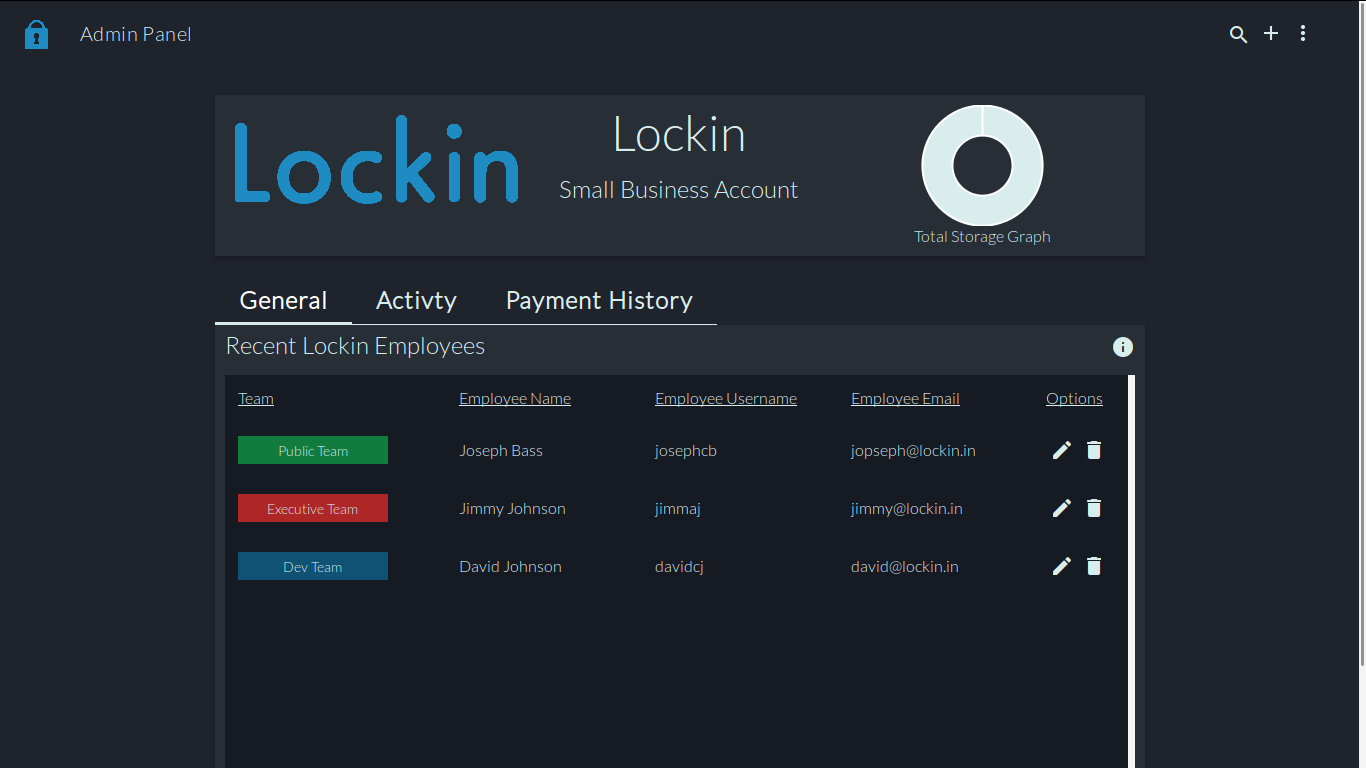 Admin Panel
Lockin
Lockin
Small Business Account
Total Storage Graph
General Activty Payment History
Recent Lockin Employees
Team Employee Name Employee Username Employee Email Options
Public Team Joseph Bass josephcb jopseph@lockin.in
Executive Team Jimmy Johnson jimmaj jimmy@lockin.in
Dev Team David Johnson davidcj david@lockin.in